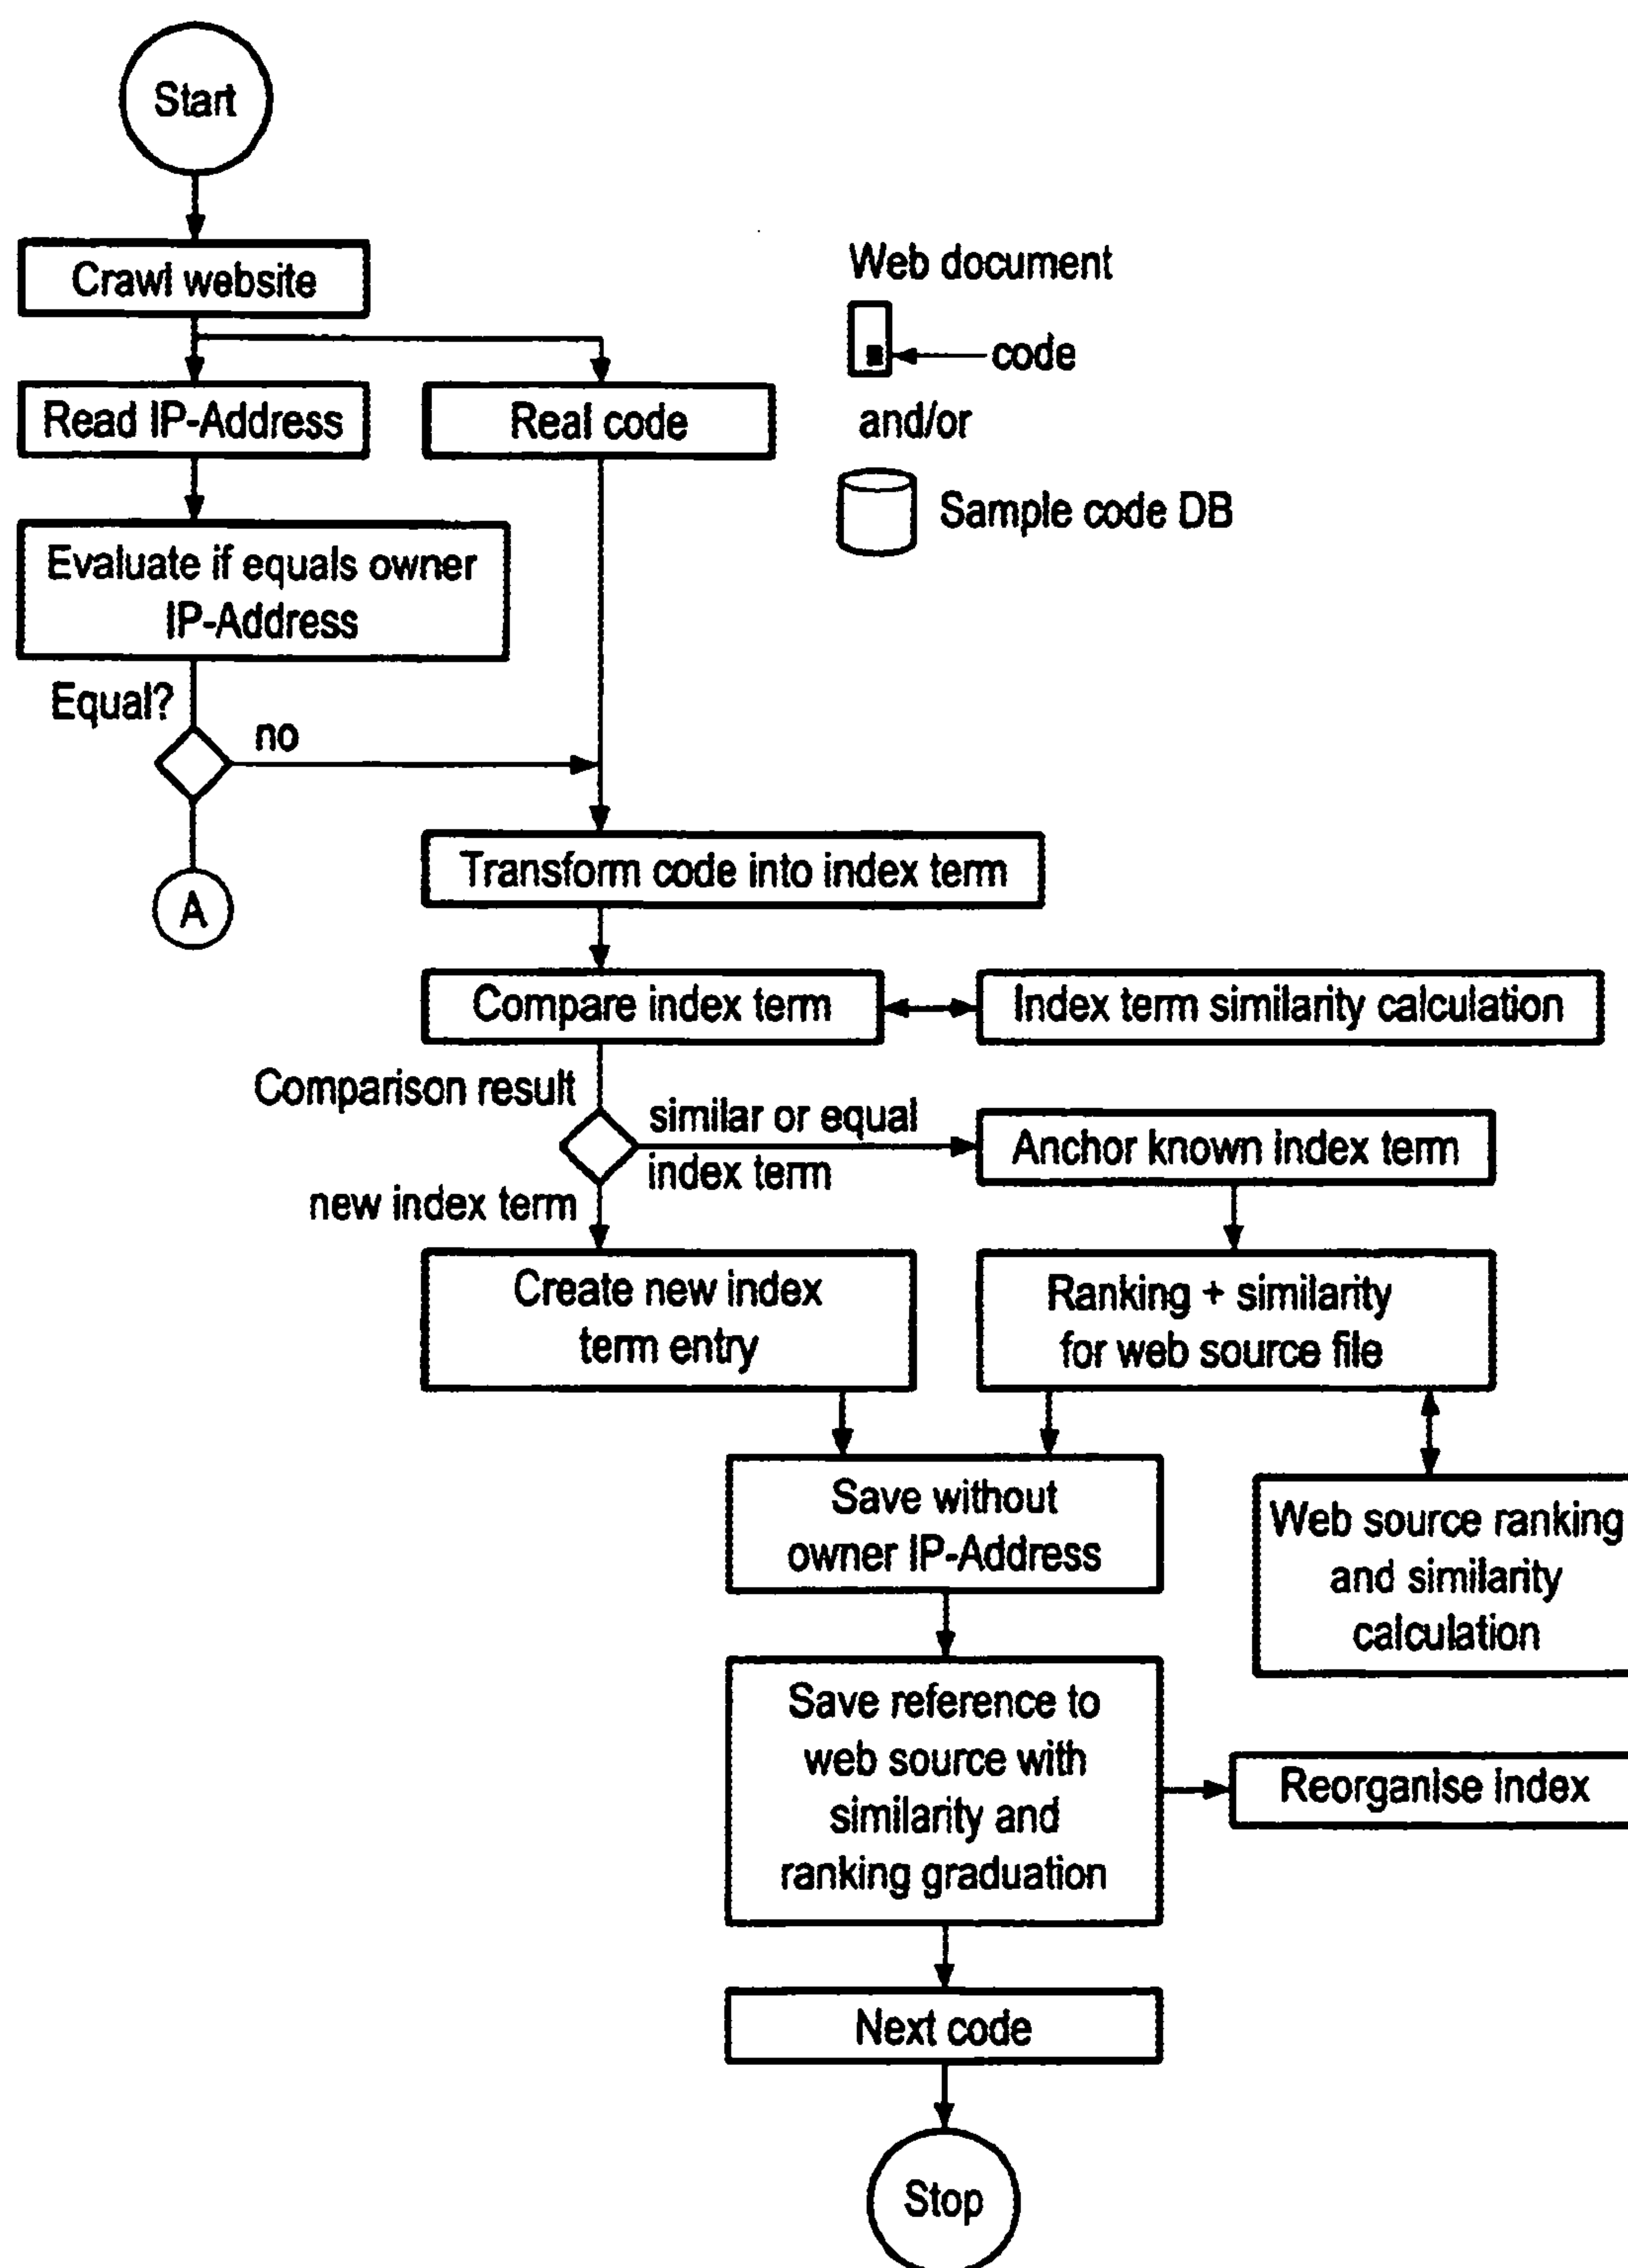 Start
Crawl website
Web document
code
Read IP-Address
Real code
and/or
Sample code DB
Evaluate if equals owner
IP-Address
Equal?
no
A
Transform code into index term
Compare index term
Index term similarity calculation
Comparison result
similar or equal
index term
Anchor known index term
new index term
Create new index
term entry
Ranking + similarity
for web source file
Save without
owner IP-Address
Web source ranking
and similarity
calculation
Save reference to
web source with
similarity and
ranking graduation
Reorganise index
Next code
Stop